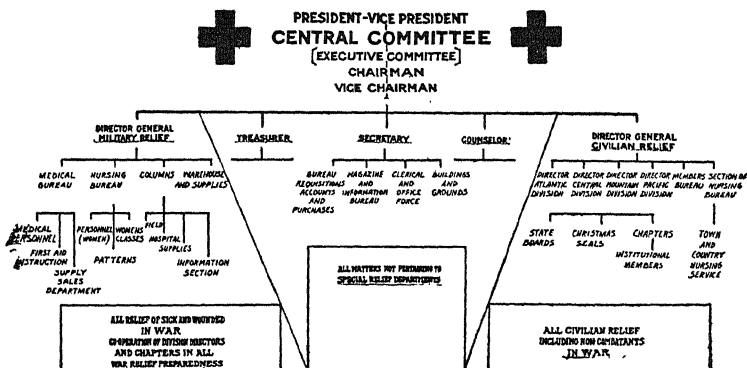 PRESIDENT-VICE PRESIDENT
CENTRAL COMMITTEE
[EXECUTIVE COMMITTEE]
CHAIRMAN
VICE CHAIRMAN
DIRECTOR GENERAL
MILITARY RELIEF
TREASURER
SECRETARY
COUNSELOR
DIRECTOR GENERAL
CIVILIAN RELIEF
MEDICAL
BUREAU
NURSING
BUREAU
COLUMNS
WAREHOUSE
AND SUPPLIES
BUREAU
REQUISITIONS
ACCOUNTS
AND
PURCHASES
MAGAZINE
AND
INFORMATION
BUREAU
CLERICAL
AND
OFFICE
FORCE
BUILDINGS
AND
GROUNDS
DIRECTOR
ATLANTIC
DIVISION
DIRECTOR
CENTRAL
DIVISION
DIRECTOR
MOUNTAIN
DIVISION
DIRECTOR
PACIFIC
DIVISION
MEMBERS
BUREAU
SECTION OF
NURSING
BUREAU
MEDICAL
PERSONNEL
FIRST AID
AND
INSTRUCTION
SUPPLY
SALES
DEPARTMENT
PERSONNEL
(WOMEN)
WOMENS
CLASSES
PATTERNS
FIELD
HOSPITAL
SUPPLIES
INFORMATION
SECTION
STATE
BOARDS
CHRISTMAS
SEALS
CHAPTERS
INSTITUTIONAL
MEMBERS
TOWN
AND
COUNTRY
NURSING
SERVICE
ALL RELIEF OF SICK AND WOUNDED
IN WAR
CO-OPERATION OF DIVISION DIRECTORS
AND CHAPTERS IN ALL
WAR RELIEF PREPAREDNESS
ALL MATTERS NOT PERTAINING TO
SPECIAL RELIEF DEPARTMENTS
ALL CIVILIAN RELIEF
INCLUDING NON COMBATANTS
IN WAR